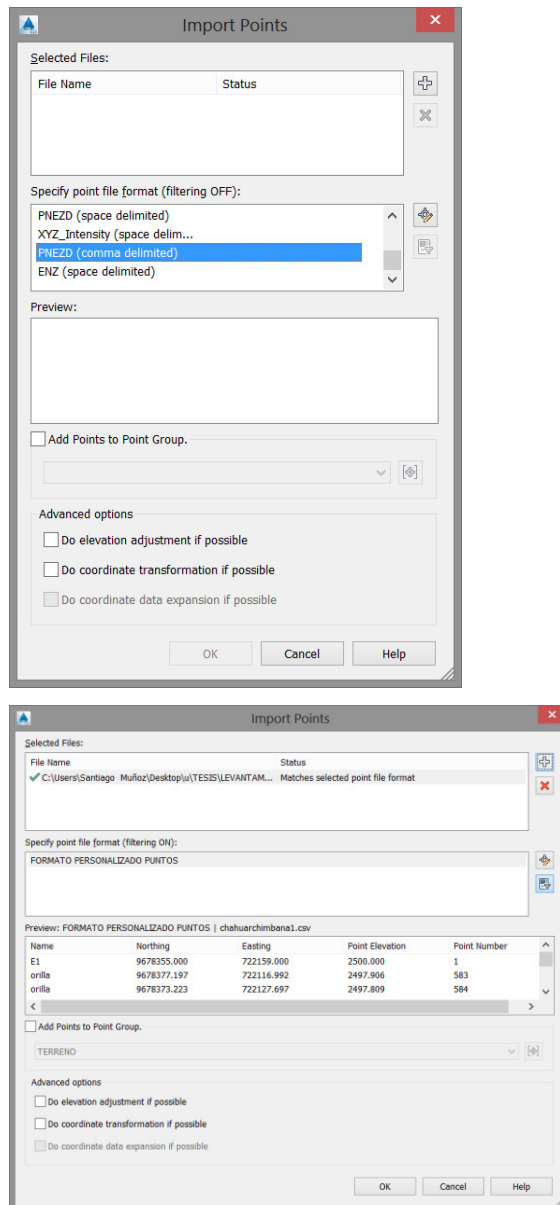 Import Points
Selected Files:
File Name Status
Specify point file format (filtering OFF):
PNEZD (space delimited)
XYZ_Intensity (space delim...
PNEZD (comma delimited)
ENZ (space delimited)
Preview:
Add Points to Point Group.
Advanced options
Do elevation adjustment if possible
Do coordinate transformation if possible
Do coordinate data expansion if possible
OK Cancel Help
Import Points
Selected Files:
File Name Status
C:\Users\Santiago Muñoz\Desktop\u\TESIS\LEVANTAM... Matches selected point file format
Specify point file format (filtering ON):
FORMATO PERSONALIZADO PUNTOS
Preview: FORMATO PERSONALIZADO PUNTOS | chahuarchimbana1.csv
Name Northing Easting Point Elevation Point Number
E1 9678355.000 722159.000 2500.000 1
orilla 9678377.197 722116.992 2497.906 583
orilla 9678373.223 722127.697 2497.809 584
Add Points to Point Group.
TERRENO
Advanced options
Do elevation adjustment if possible
Do coordinate transformation if possible
Do coordinate data expansion if possible
OK Cancel Help